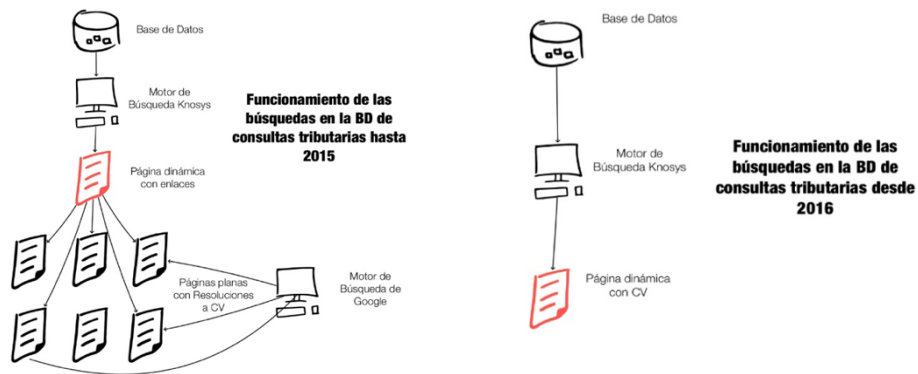 Base de Datos
Motor de
Búsqueda Knosys
Funcionamiento de las
búsquedas en la BD de
consultas tributarias hasta
2015
Página dinámica
con enlaces
Páginas planas
con Resoluciones
a CV
Motor de
Búsqueda de
Google
Base de Datos
Motor de
Búsqueda Knosys
Funcionamiento de las
búsquedas en la BD de
consultas tributarias desde
2016
Página dinámica
con CV